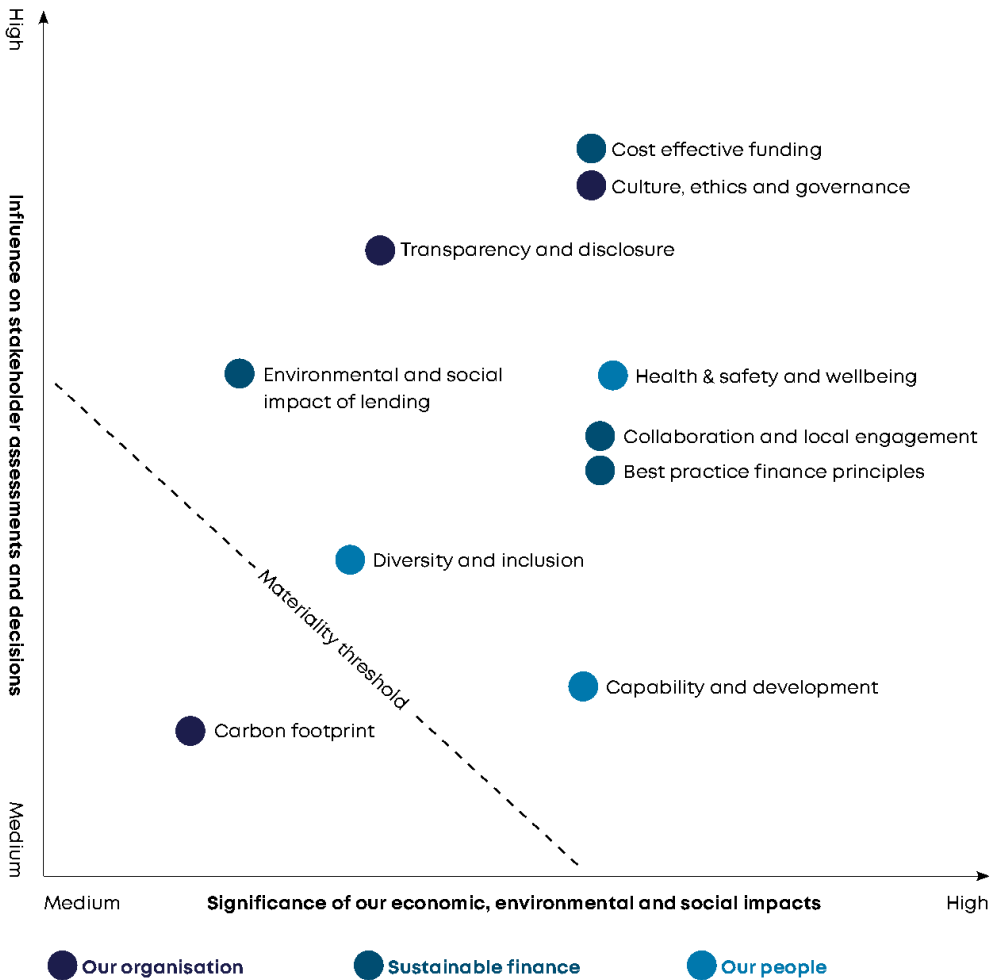 High
Influence on stakeholder assessments and decisions
Medium
Cost effective funding
Culture, ethics and governance
Transparency and disclosure
Environmental and social
impact of lending
Health & safety and wellbeing
Collaboration and local engagement
Best practice finance principles
Diversity and inclusion
Materiality threshold
Capability and development
Carbon footprint
Medium
Significance of our economic, environmental and social impacts
High
Our organisation
Sustainable finance
Our people